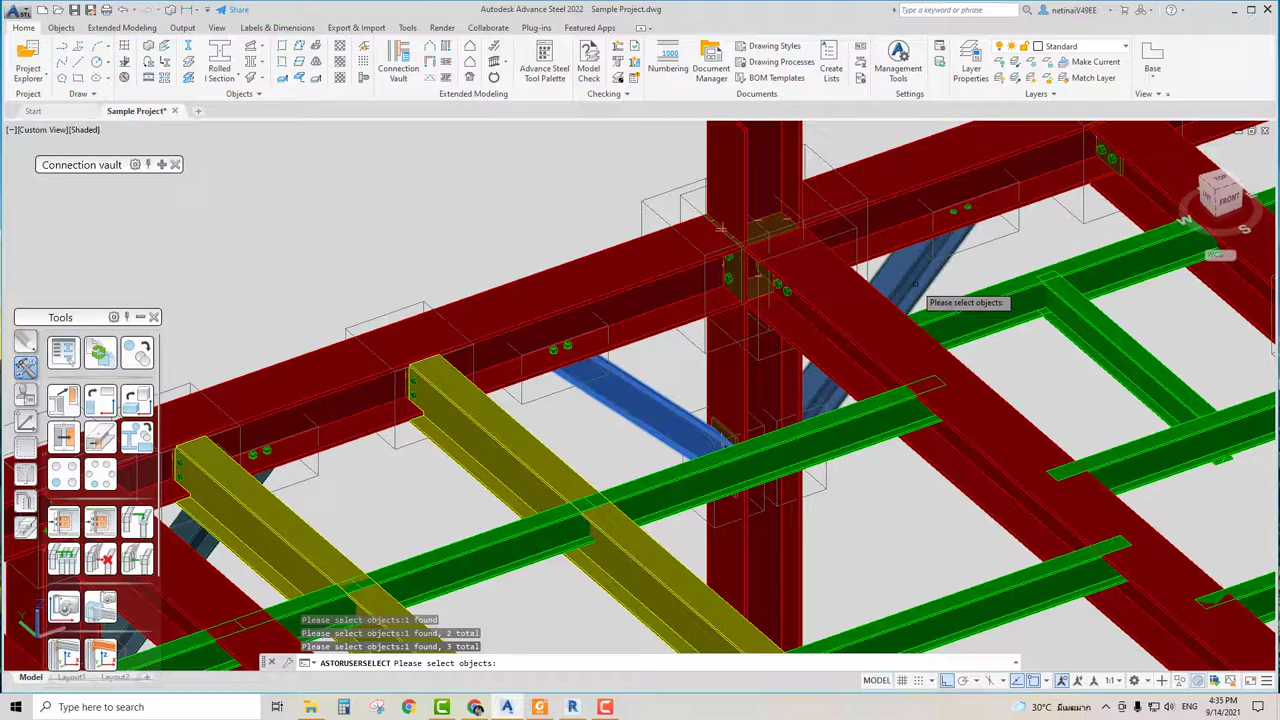 Share
Autodesk Advance Steel 2022
Sample Project.dwg
Type a keyword or phrase
netinaiV49EE
STL
Home
Objects
Extended Modeling
Output
View
Labels & Dimensions
Tools
Render
Collaborate
Plug-ins
Featured Apps
Project
Explorer
Rolled
Section
Connection
Vault
Advance Steel
Tool Palette
Model
Check
1000
Numbering
Document
Manager
Drawing Styles
Drawing Processes
BOM Templates
Create
Lists
Management
Tools
Layer
Properties
Standard
Make Current
Match Layer
Base
Project
Draw
Objects
Extended Modeling
Checking
Documents
Settings
Layers
View
Start
Sample Project*
[−][Custom View][Shaded]
Connection vault
TOP
FRONT
W
S
Please select objects:
Tools
Y
Please select objects:1 found
Please select objects:1 found, 2 total
Please select objects:1 found, 3 total
ASTORUSERSELECT Please select objects:
Model
Layout1
Layout2
MODEL
1:1
Type here to search
30°C
4:35 PM
9/14/2021